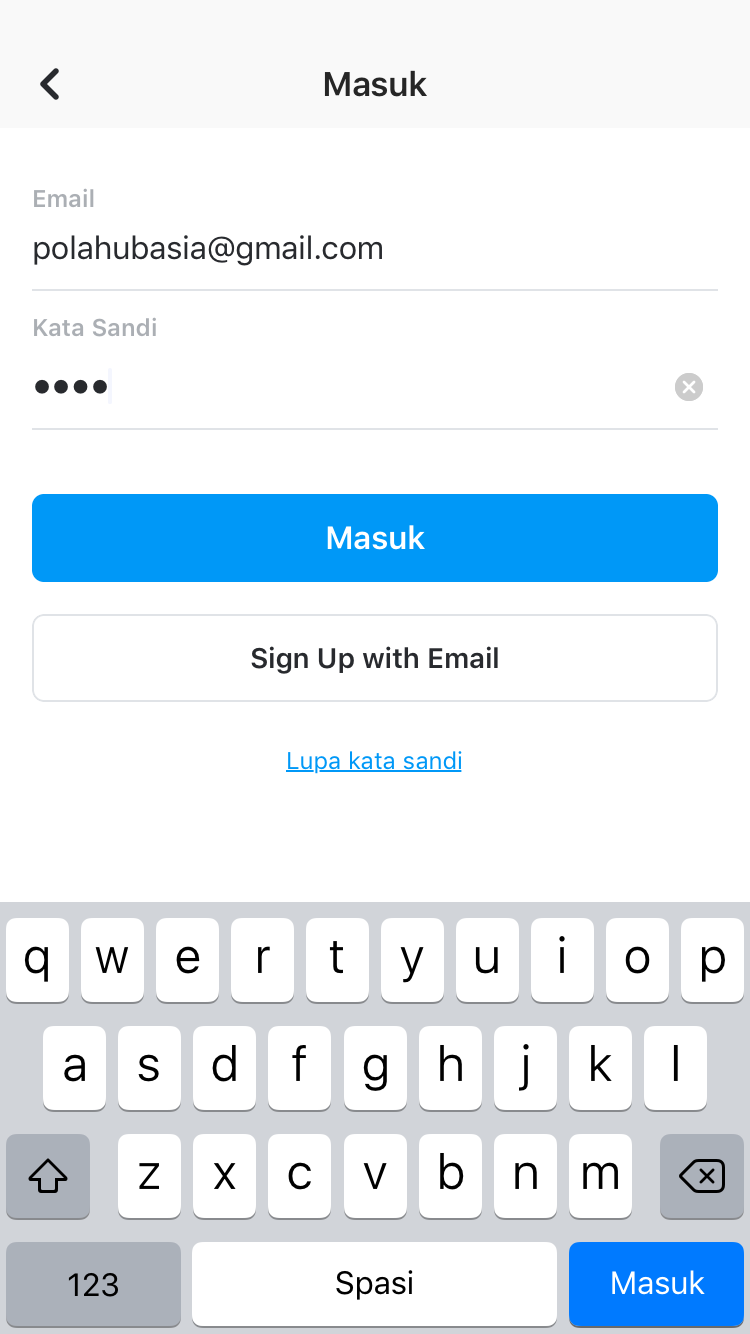 Masuk
Email
polahubasia@gmail.com
Kata Sandi
••••
Masuk
Sign Up with Email
Lupa kata sandi
q w e r t y u i o p
a s d f g h j k l
z x c v b n m
123 Spasi Masuk